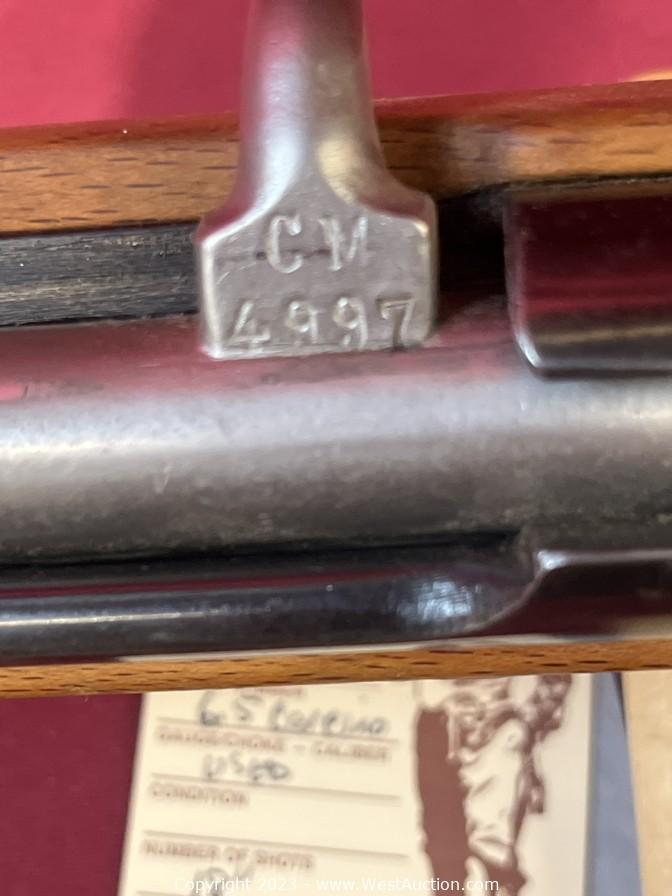 CM
4997
6.5 Carcano
GAUGE/CHOKE - CALIBER
used
CONDITION
NUMBER OF SHOTS
Copyright 2023 - www.WestAuction.com